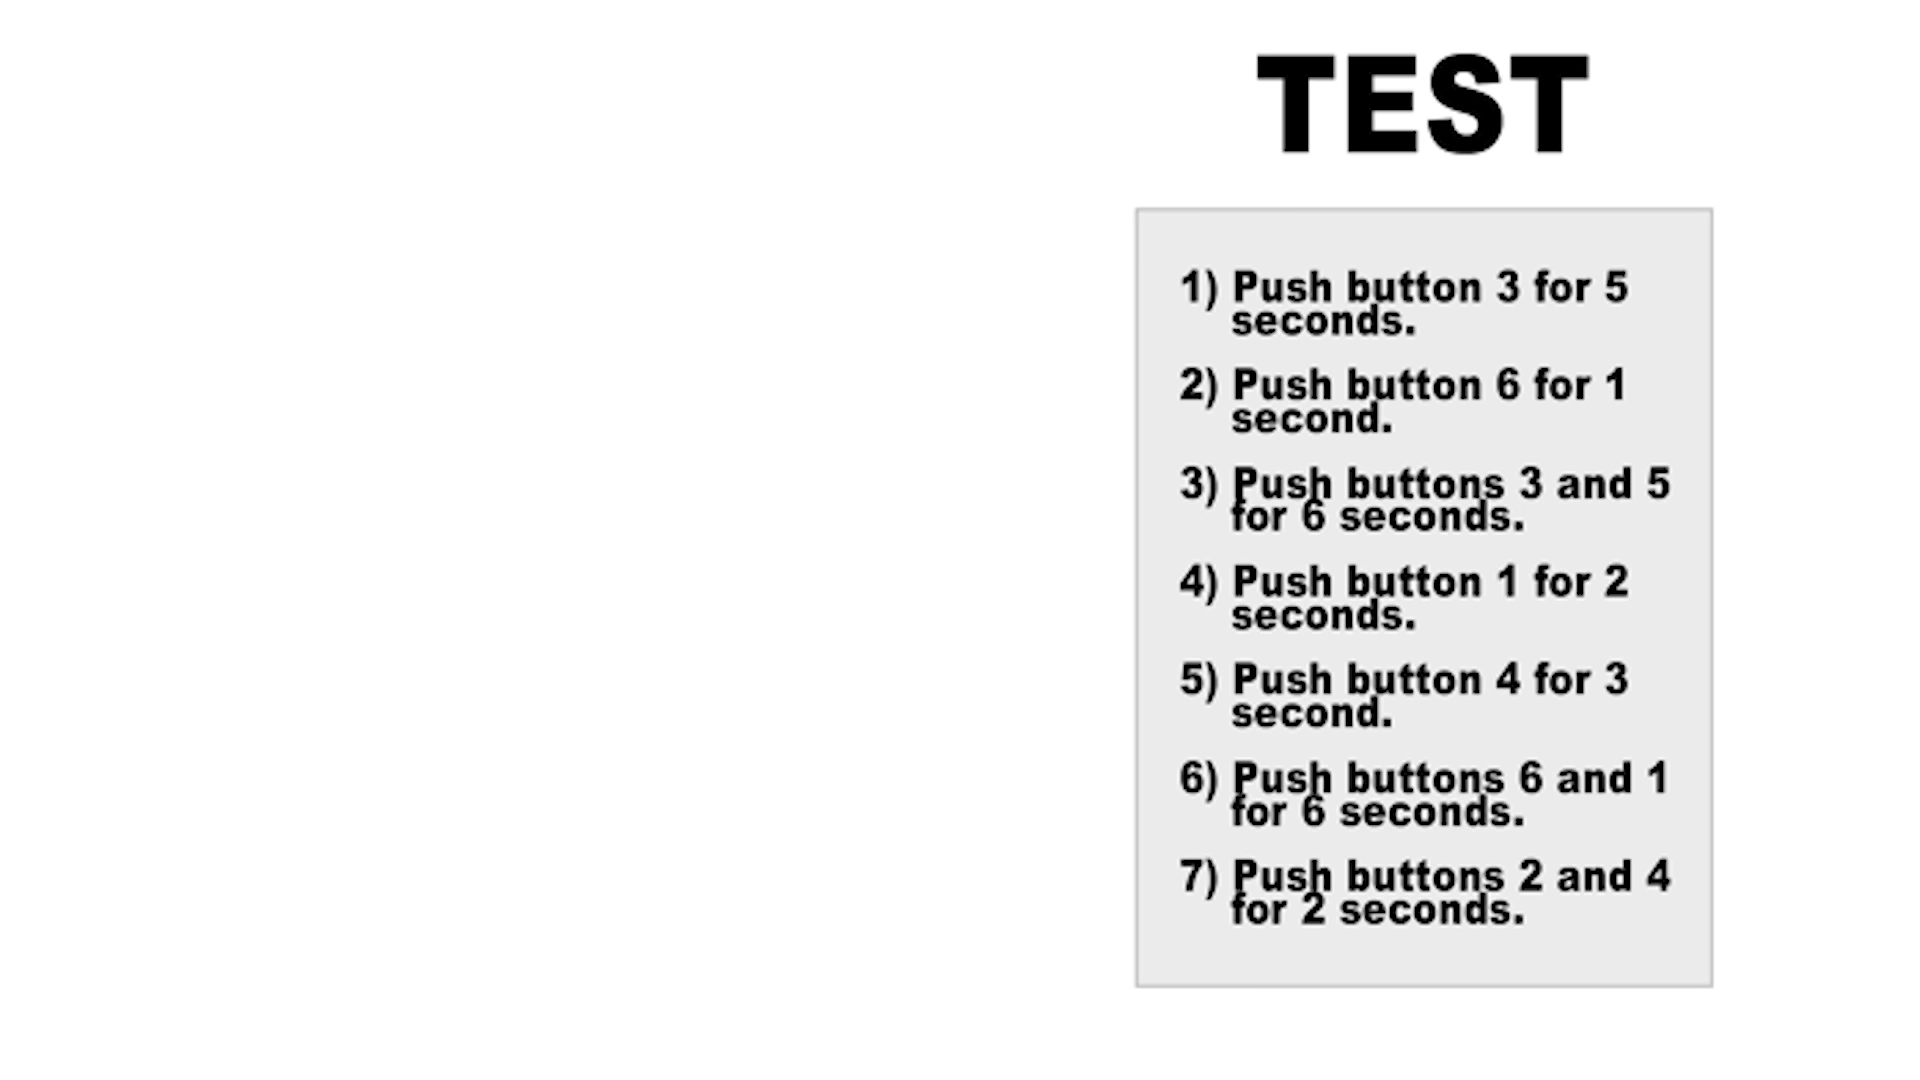 TEST
1) Push button 3 for 5
seconds.
2) Push button 6 for 1
second.
3) Push buttons 3 and 5
for 6 seconds.
4) Push button 1 for 2
seconds.
5) Push button 4 for 3
second.
6) Push buttons 6 and 1
for 6 seconds.
7) Push buttons 2 and 4
for 2 seconds.